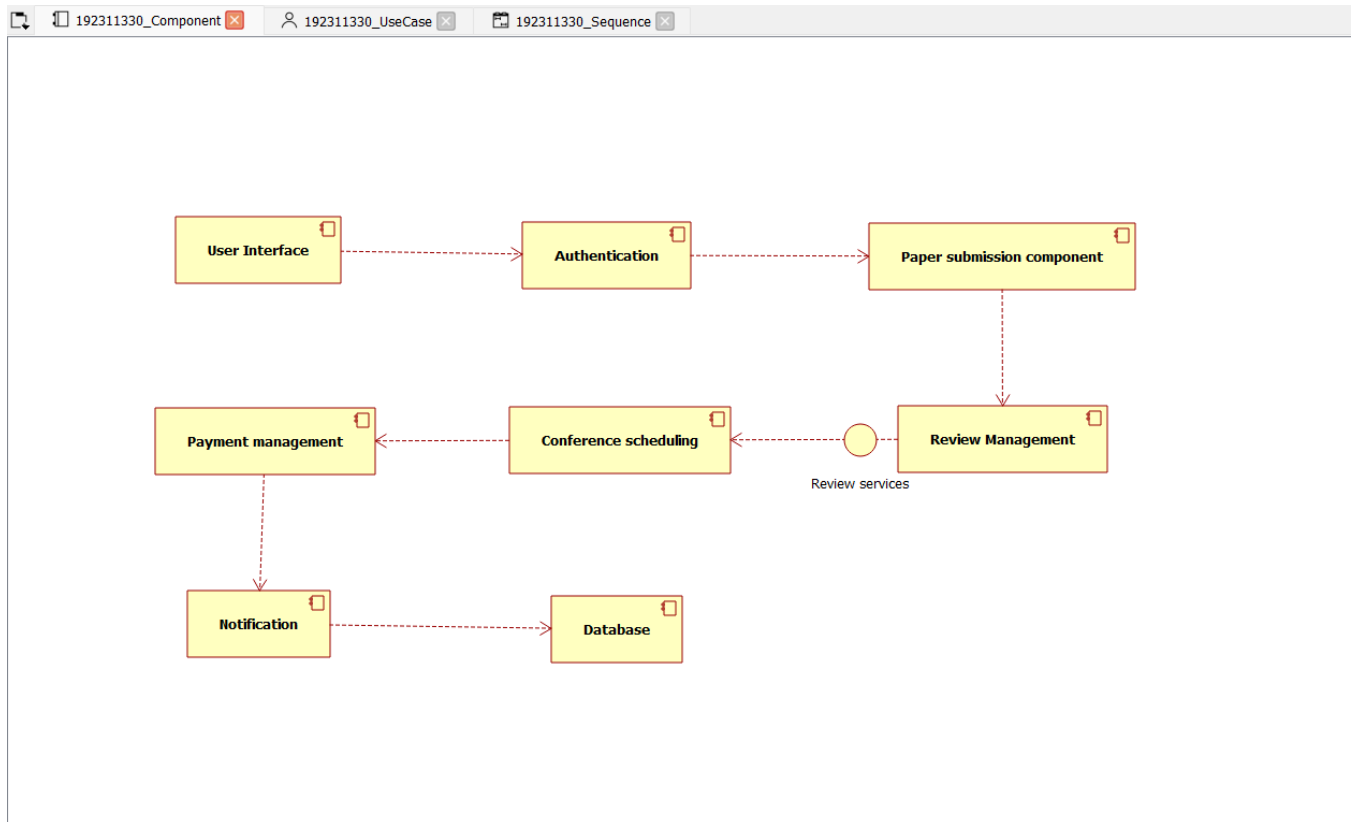 192311330_Component
192311330_UseCase
192311330_Sequence
User Interface
Authentication
Paper submission component
Payment management
Conference scheduling
Review Management
Review services
Notification
Database